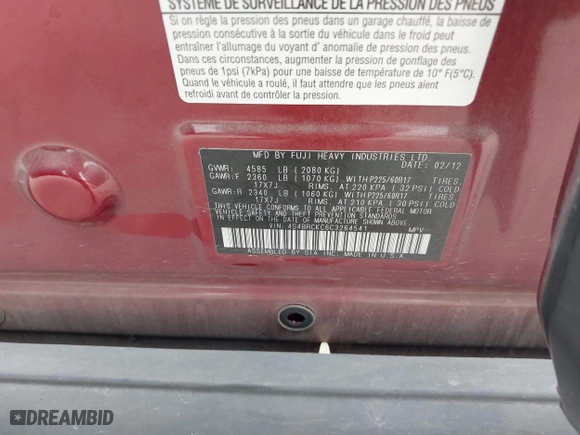 SYSTÈME DE SURVEILLANCE DE LA PRESSION DES PNEUS
Si on règle la pression des pneus dans un garage chauffé, la baisse de
pression consécutive à la sortie du véhicule dans le froid peut
entraîner l'allumage du voyant d' anomalie de pression des pneus.
Dans ces circonstances, augmenter la pression de gonflage
des pneus de 1psi (7kPa) pour une baisse de température de 10° F(5°C).
Quand le véhicule a roulé, il faut attendre que les pneus aient
refroidi avant de contrôler la pression.
MFD. BY FUJI HEAVY INDUSTRIES LTD.
DATE: 02/12
GVWR: 4585 LB ( 2080 KG)
GAWR:F 2360 LB ( 1070 KG) WITH P225/60R17 TIRES,
17X7J RIMS, AT 220 KPA ( 32 PSI) COLD
GAWR:R 2340 LB ( 1060 KG) WITH P225/60R17 TIRES,
17X7J RIMS, AT 210 KPA ( 30 PSI) COLD
THIS VEHICLE CONFORMS TO ALL APPLICABLE FEDERAL MOTOR
VEHICLE SAFETY AND THEFT PREVENTION STANDARDS IN EFFECT
ON THE DATE OF MANUFACTURE SHOWN ABOVE.
VIN: 4S4BRCKC6C3264541 MPV
ASSEMBLED BY SIA INC. MADE IN U.S.A.
DREAMBID